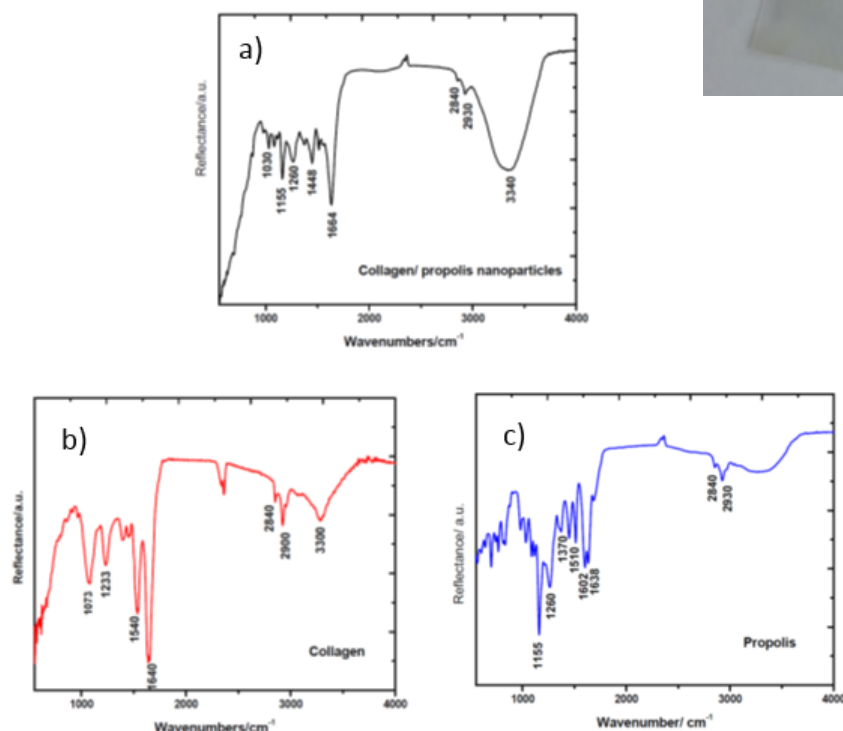 a)
Reflectance/a.u.
1030
1155
1260
1448
1664
2840
2930
3340
Collagen/ propolis nanoparticles
1000 2000 3000 4000
Wavenumbers/cm-1
b)
Reflectance/a.u.
1073
1233
1540
1640
2840
2900
3300
Collagen
1000 2000 3000 4000
Wavenumbers/cm-1
c)
Reflectance/ a.u.
1155
1260
1370
1510
1602
1638
2840
2930
Propolis
1000 2000 3000 4000
Wavenumber/ cm-1